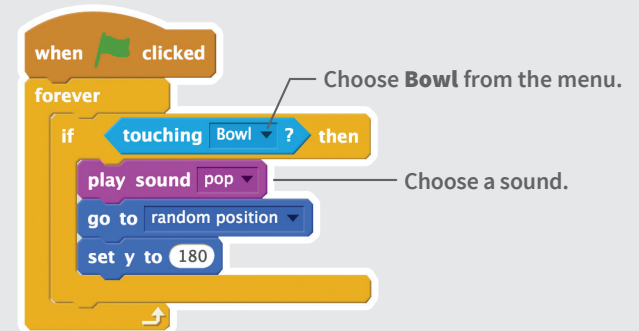 when clicked
Choose Bowl from the menu.
forever
if touching Bowl ? then
play sound pop
Choose a sound.
go to random position
set y to 180